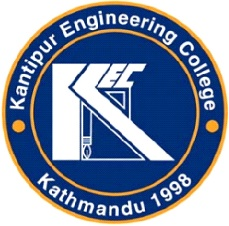 Kantipur Engineering College
KEC
Kathmandu 1998